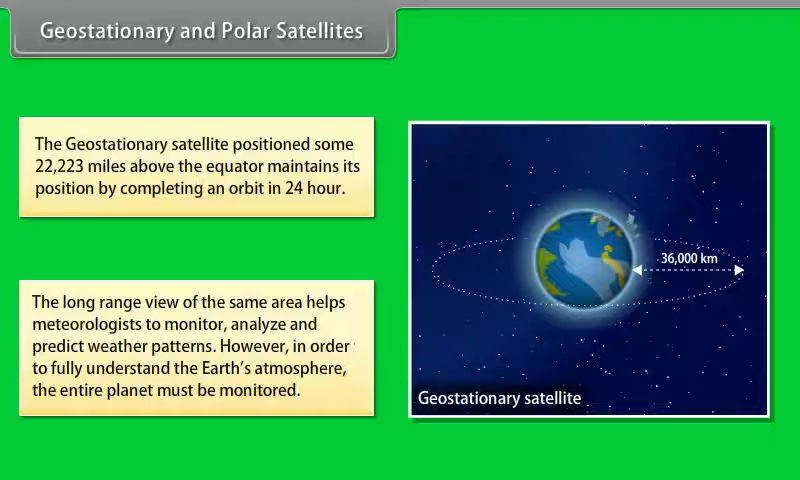 Geostationary and Polar Satellites
The Geostationary satellite positioned some
22,223 miles above the equator maintains its
position by completing an orbit in 24 hour.
The long range view of the same area helps
meteorologists to monitor, analyze and
predict weather patterns. However, in order
to fully understand the Earth's atmosphere,
the entire planet must be monitored.
36,000 km
Geostationary satellite